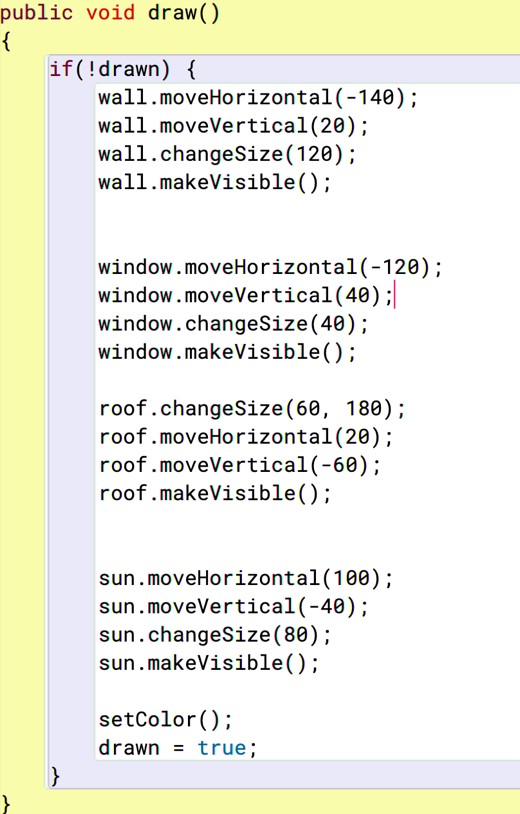 public void draw()
{
if(!drawn) {
wall.moveHorizontal(-140);
wall.moveVertical(20);
wall.changeSize(120);
wall.makeVisible();
window.moveHorizontal(-120);
window.moveVertical(40);
window.changeSize(40);
window.makeVisible();
roof.changeSize(60, 180);
roof.moveHorizontal(20);
roof.moveVertical(-60);
roof.makeVisible();
sun.moveHorizontal(100);
sun.moveVertical(-40);
sun.changeSize(80);
sun.makeVisible();
setColor();
drawn = true;
}
}